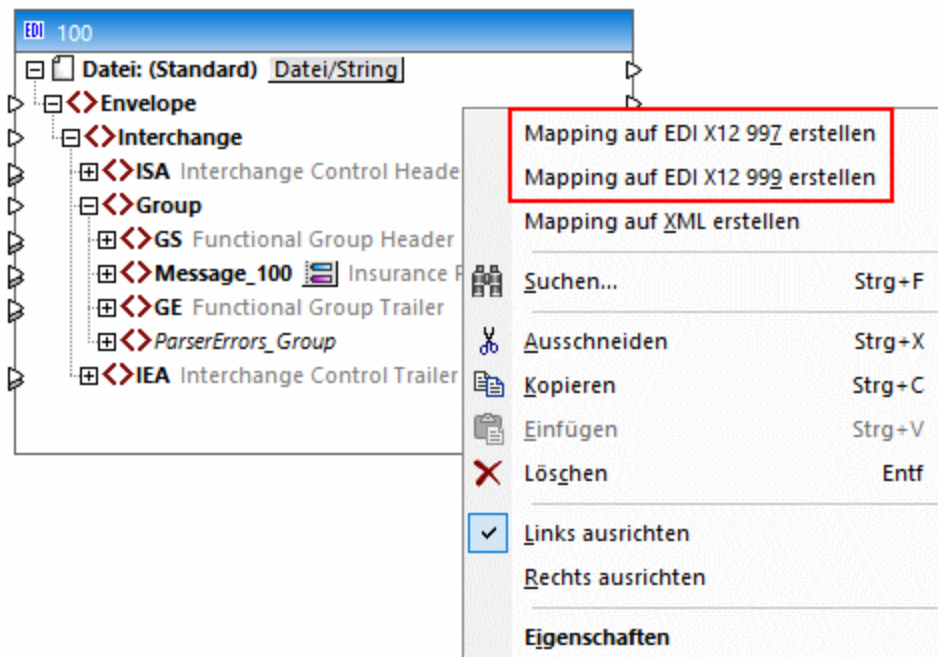 EDI 100
Datei: (Standard) Datei/String
Envelope
Interchange
ISA Interchange Control Heade
Group
GS Functional Group Header
Message_100 Insurance
GE Functional Group Trailer
ParserErrors_Group
IEA Interchange Control Trailer
Mapping auf EDI X12 997 erstellen
Mapping auf EDI X12 999 erstellen
Mapping auf XML erstellen
Suchen... Strg+F
Ausschneiden Strg+X
Kopieren Strg+C
Einfügen Strg+V
Löschen Entf
Links ausrichten
Rechts ausrichten
Eigenschaften